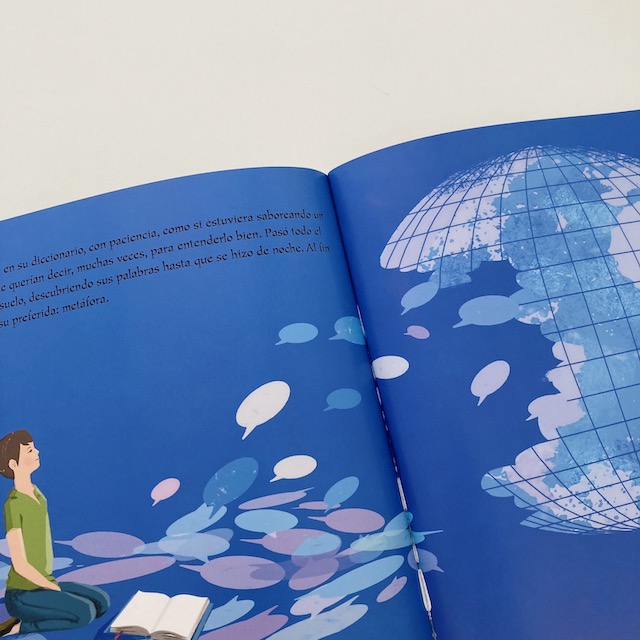 en su diccionario, con paciencia, como si estuviera saboreando un
querían decir, muchas veces, para entenderlo bien. Pasó todo el
suelo, descubriendo sus palabras hasta que se hizo de noche. Al fin
su preferida: metáfora.